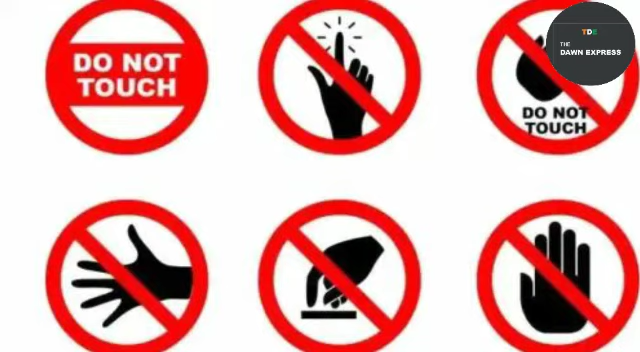 DO NOT
TOUCH
TDE
THE
DAWN EXPRESS
DO NOT
TOUCH